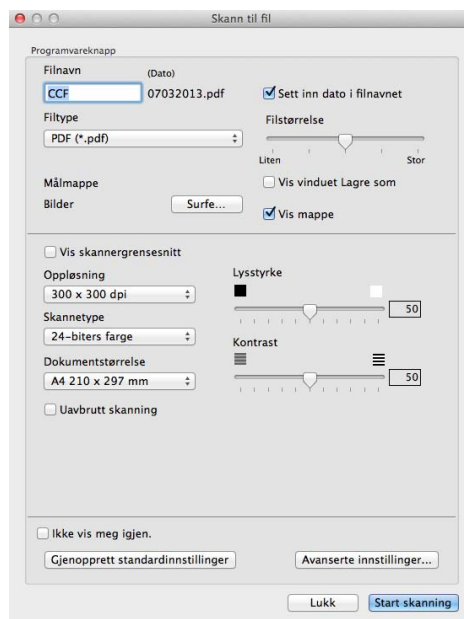 Skann til fil
Programvareknapp
Filnavn
(Dato)
CCF
07032013.pdf
Sett inn dato i filnavnet
Filtype
Filstørrelse
PDF (*.pdf)
Liten
Stor
Målmappe
Vis vinduet Lagre som
Bilder
Surfe...
Vis mappe
Vis skannergrensesnitt
Oppløsning
Lysstyrke
300 x 300 dpi
50
Skannetype
24-biters farge
Kontrast
Dokumentstørrelse
A4 210 x 297 mm
50
Uavbrutt skanning
Ikke vis meg igjen.
Gjenopprett standardinnstillinger
Avanserte innstillinger...
Lukk
Start skanning